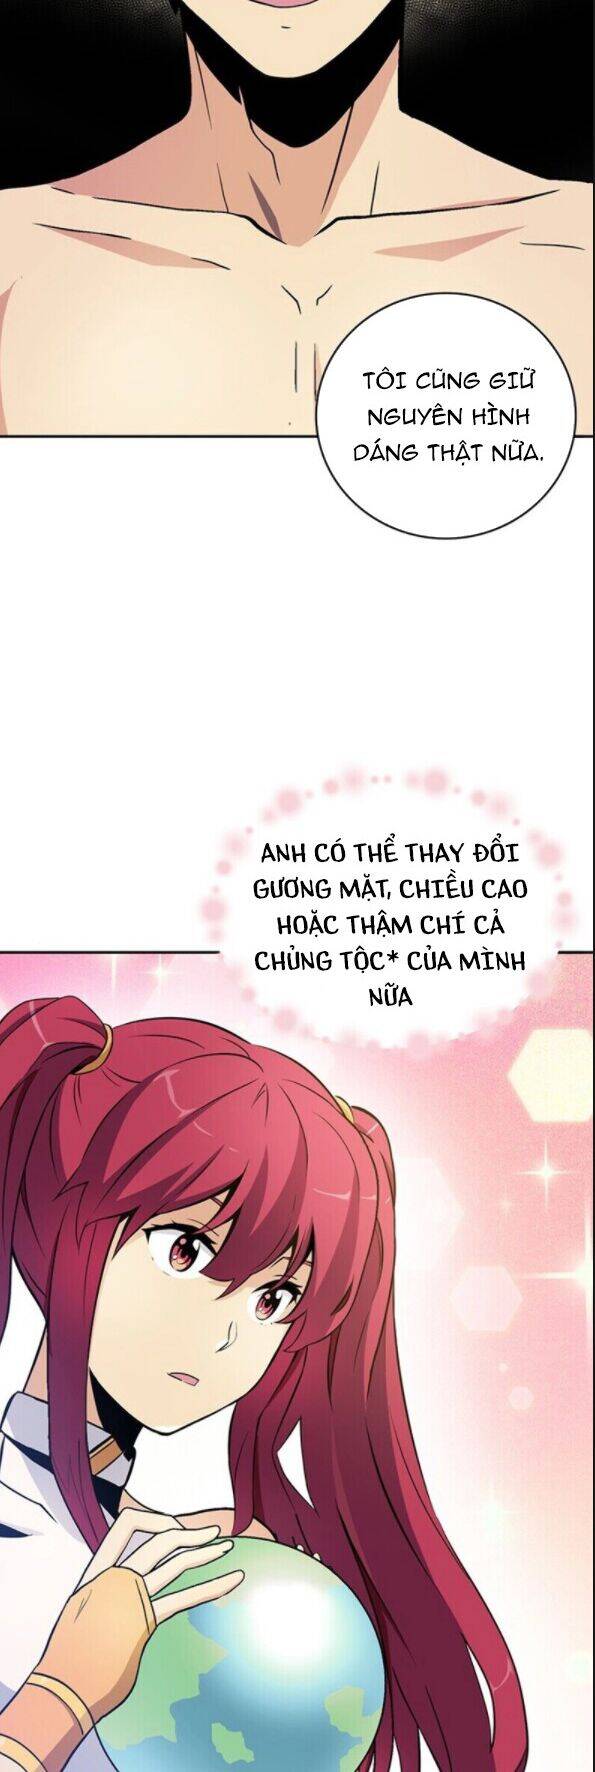 TÔI CŨNG GIỮ
NGUYÊN HÌNH
DÁNG THẬT NỮA.
ANH CÓ THỂ THAY ĐỔI
GƯƠNG MẶT, CHIỀU CAO
HOẶC THẬM CHÍ CẢ
CHỦNG TỘC* CỦA MÌNH
NỮA